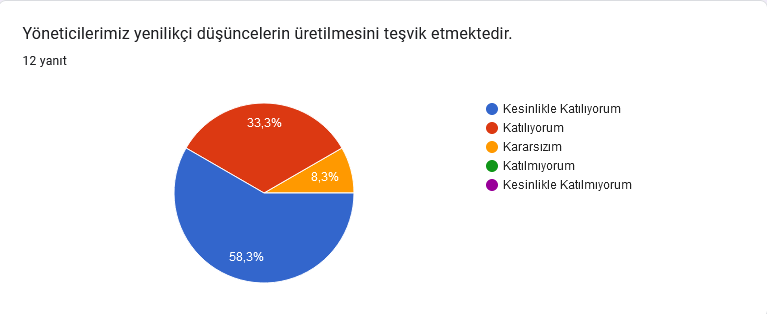 Yöneticilerimiz yenilikçi düşüncelerin üretilmesini teşvik etmektedir.
12 yanıt
33,3%
8,3%
58,3%
Kesinlikle Katılıyorum
Katılıyorum
Kararsızım
Katılmıyorum
Kesinlikle Katılmıyorum